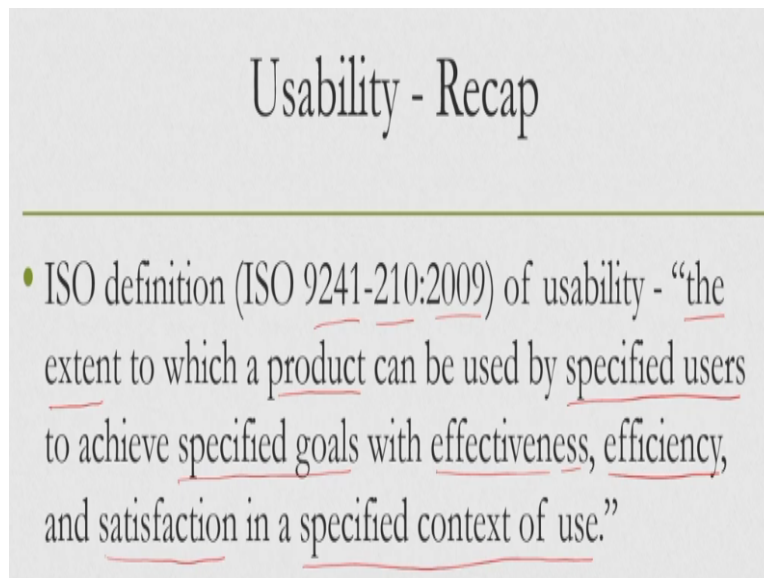 Usability - Recap
• ISO definition (ISO 9241-210:2009) of usability - “the
extent to which a product can be used by specified users
to achieve specified goals with effectiveness, efficiency,
and satisfaction in a specified context of use.”